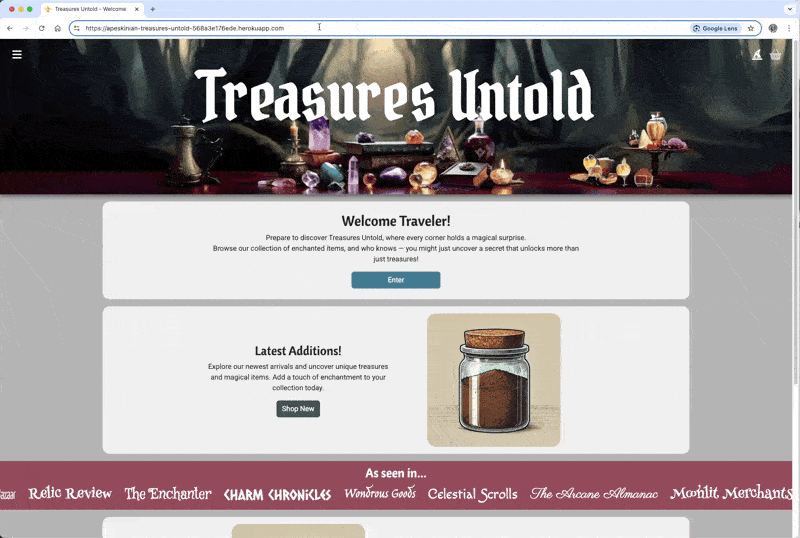 Treasures Untold - Welcome
https://apeskinian-treasures-untold-568a3e176ede.herokuapp.com
Google Lens
Treasures Untold
Welcome Traveler!
Prepare to discover Treasures Untold, where every corner holds a magical surprise.
Browse our collection of enchanted items, and who knows — you might just uncover a secret that unlocks more than
just treasures!
Enter
Latest Additions!
Explore our newest arrivals and uncover unique treasures
and magical items. Add a touch of enchantment to your
collection today.
Shop New
As seen in...
Relic Review The Enchanter Charm Chronicles Wondrous Goods Celestial Scrolls The Arcane Almanac Moonlit Merchants